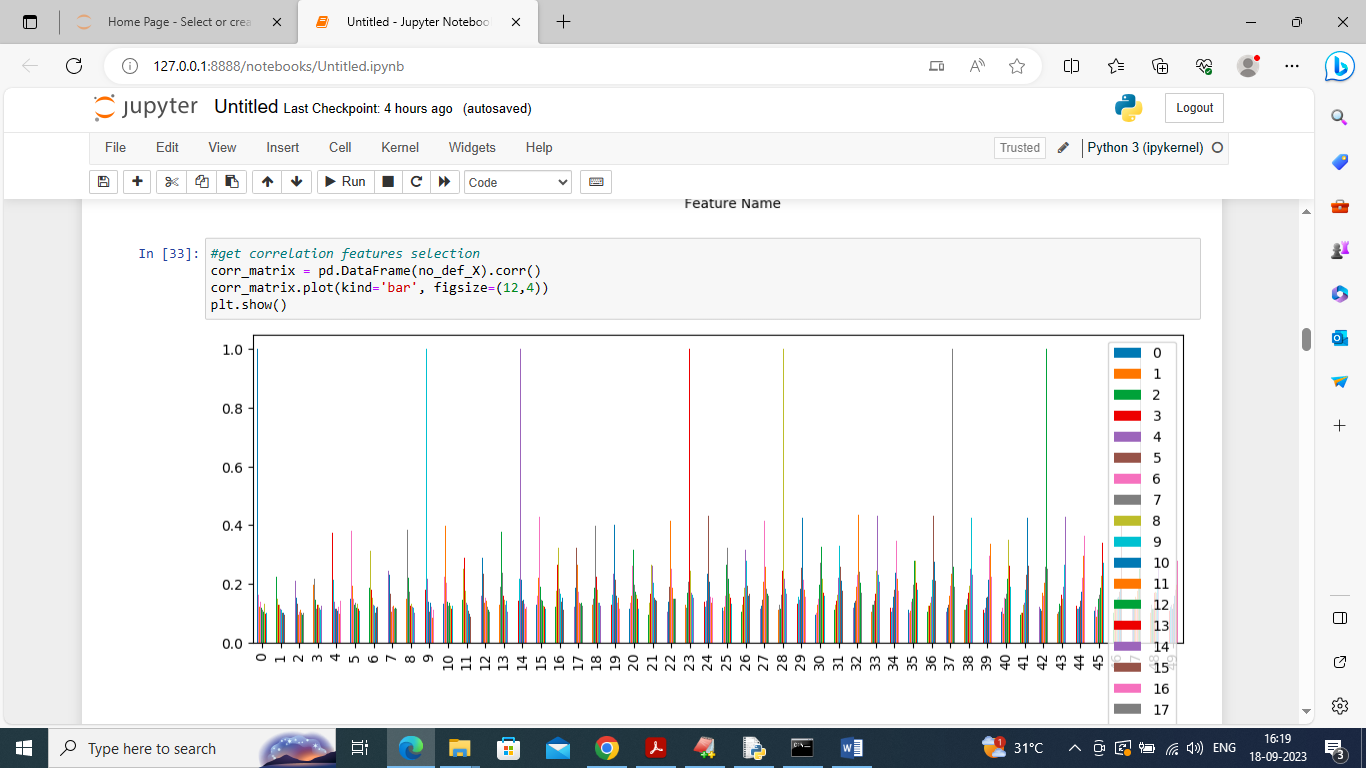 Home Page - Select or crea
Untitled - Jupyter Noteboo
127.0.0.1:8888/notebooks/Untitled.ipynb
jupyter Untitled Last Checkpoint: 4 hours ago (autosaved)
Logout
File Edit View Insert Cell Kernel Widgets Help
Trusted
Python 3 (ipykernel)
Run
Code
Feature Name
In [33]:
#get correlation features selection
corr_matrix = pd.DataFrame(no_def_X).corr()
corr_matrix.plot(kind='bar', figsize=(12,4))
plt.show()
1.0
0.8
0.6
0.4
0.2
0.0
0 1 2 3 4 5 6 7 8 9 10 11 12 13 14 15 16 17 18 19 20 21 22 23 24 25 26 27 28 29 30 31 32 33 34 35 36 37 38 39 40 41 42 43 44 45
0
1
2
3
4
5
6
7
8
9
10
11
12
13
14
15
16
17
Type here to search
1
31°C
ENG
16:19
18-09-2023
3